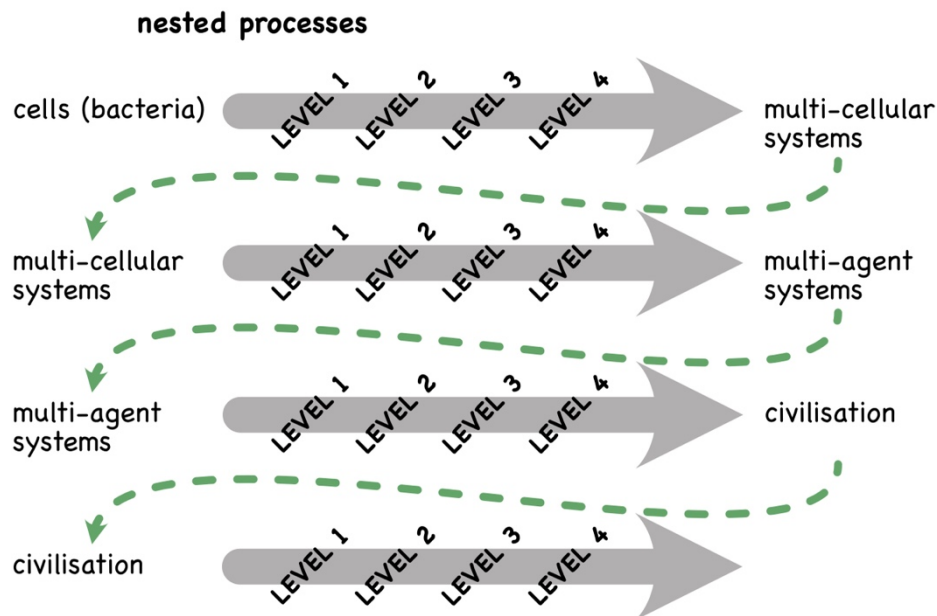 nested processes
cells (bacteria)
LEVEL 1
LEVEL 2
LEVEL 3
LEVEL 4
multi-cellular
systems
multi-cellular
systems
LEVEL 1
LEVEL 2
LEVEL 3
LEVEL 4
multi-agent
systems
multi-agent
systems
LEVEL 1
LEVEL 2
LEVEL 3
LEVEL 4
civilisation
civilisation
LEVEL 1
LEVEL 2
LEVEL 3
LEVEL 4